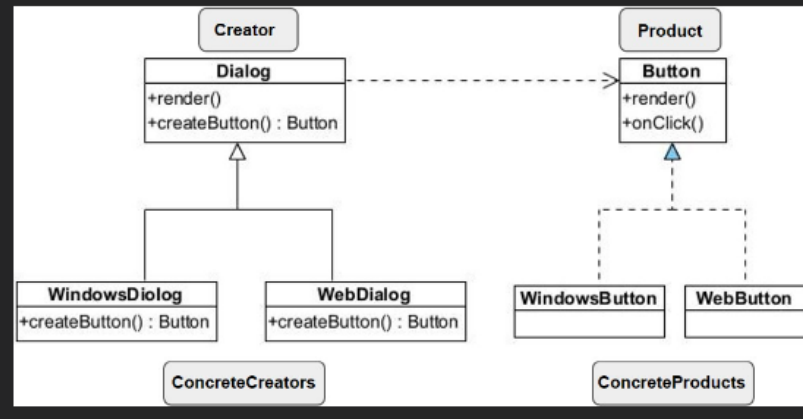 Creator
Product
Dialog
+render()
+createButton() : Button
Button
+render()
+onClick()
WindowsDiolog
+createButton() : Button
WebDialog
+createButton() : Button
WindowsButton
WebButton
ConcreteCreators
ConcreteProducts